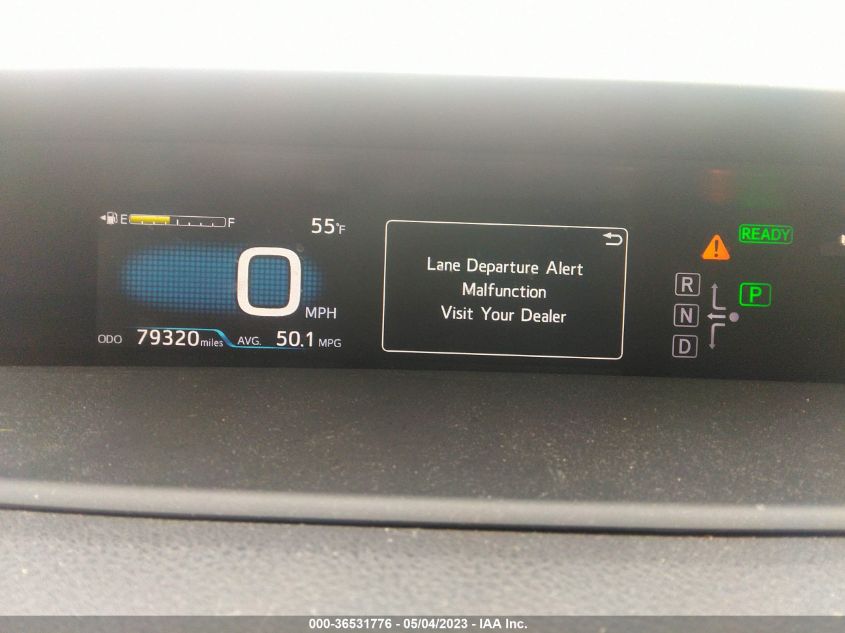 E F
55°F
0 MPH
ODO 79320 miles AVG. 50.1 MPG
Lane Departure Alert
Malfunction
Visit Your Dealer
!
READY
R
N
D
P
000-36531776 - 05/04/2023 - IAA Inc.